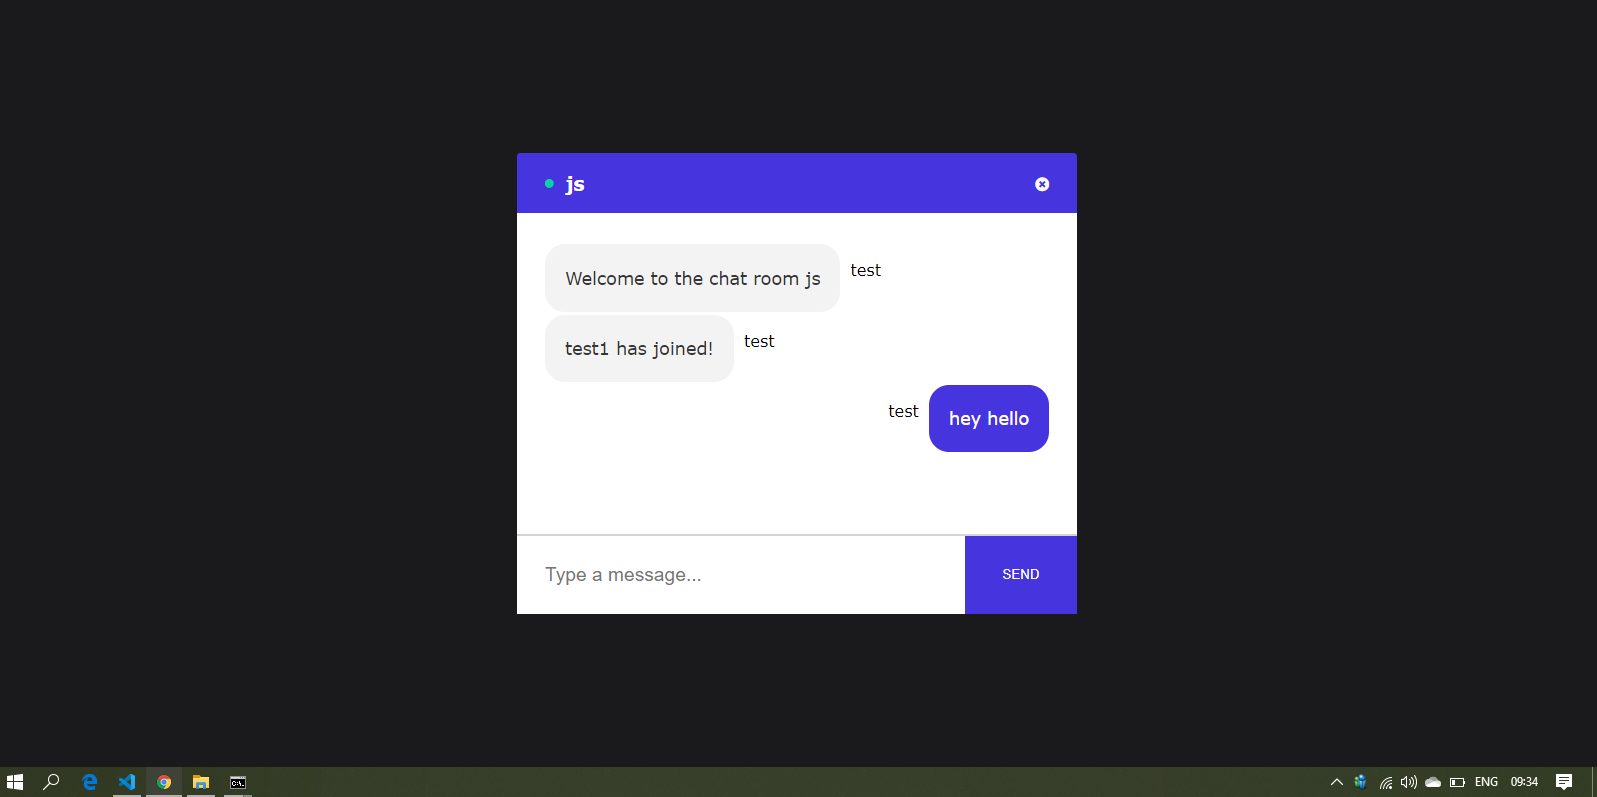 js
Welcome to the chat room js
test
test1 has joined!
test
test
hey hello
Type a message...
SEND
ENG
09:34